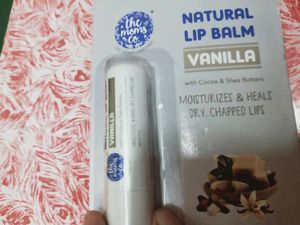 the
moms
co.
NATURAL
LIP BALM
VANILLA
with Cocoa & Shea Butters
MOISTURIZES & HEALS
DRY, CHAPPED LIPS
the
moms
co.
VANILLA